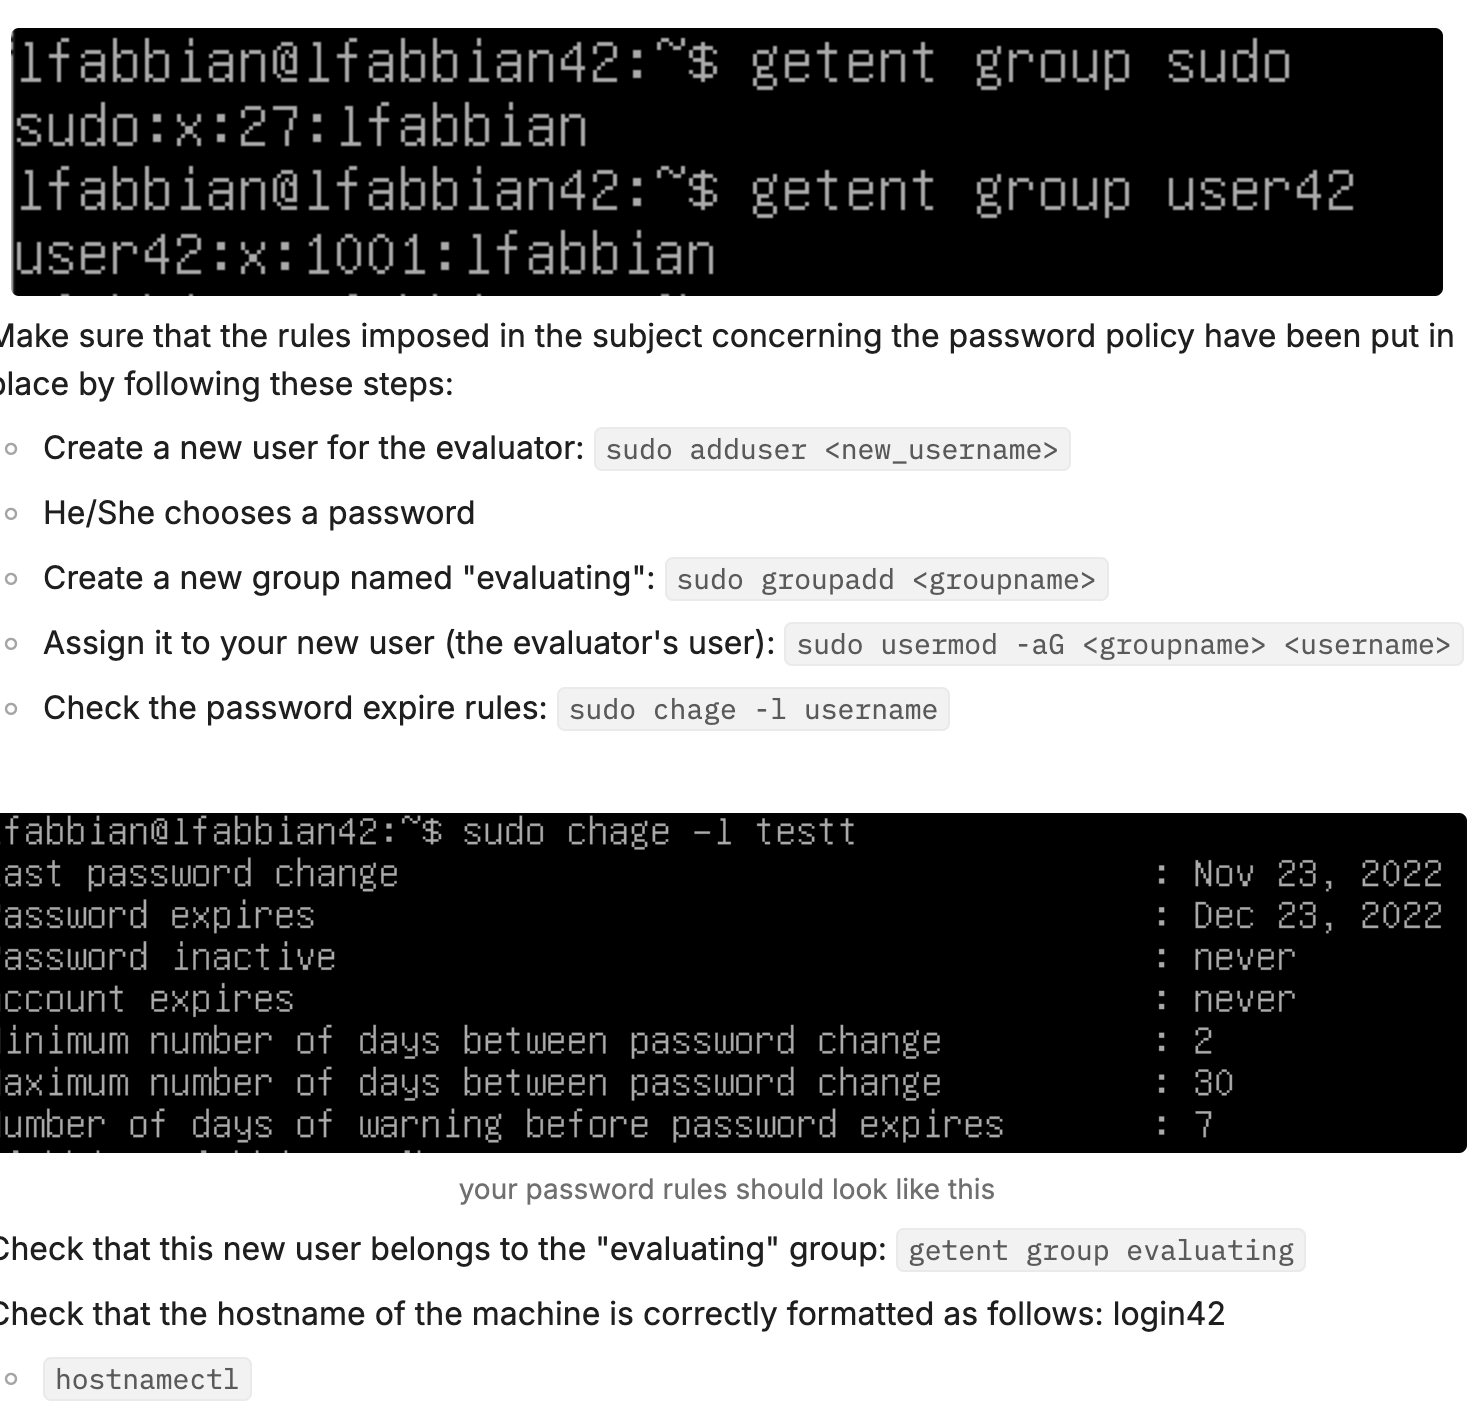 lfabbian@lfabbian42:~$ getent group sudo
sudo:x:27:lfabbian
lfabbian@lfabbian42:~$ getent group user42
user42:x:1001:lfabbian
Make sure that the rules imposed in the subject concerning the password policy have been put in
place by following these steps:
Create a new user for the evaluator: sudo adduser <new_username>
He/She chooses a password
Create a new group named "evaluating": sudo groupadd <groupname>
Assign it to your new user (the evaluator's user): sudo usermod -aG <groupname> <username>
Check the password expire rules: sudo chage -l username
fabbian@lfabbian42:~$ sudo chage -l testt
ast password change : Nov 23, 2022
assword expires : Dec 23, 2022
assword inactive : never
ccount expires : never
inimum number of days between password change : 2
aximum number of days between password change : 30
umber of days of warning before password expires : 7
your password rules should look like this
Check that this new user belongs to the "evaluating" group: getent group evaluating
Check that the hostname of the machine is correctly formatted as follows: login42
hostnamectl